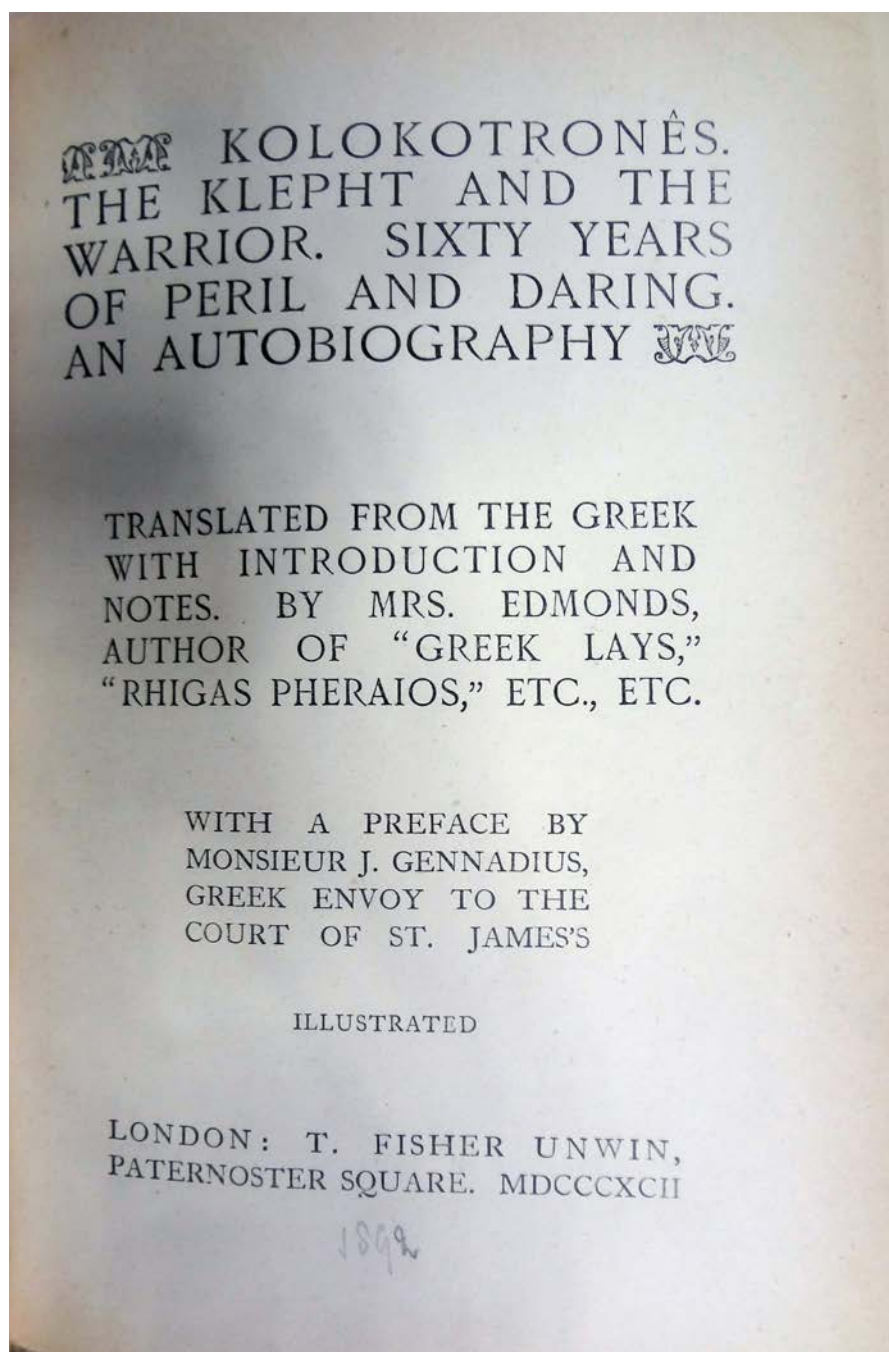 KOLOKOTRONÊS.
THE KLEPHT AND THE
WARRIOR. SIXTY YEARS
OF PERIL AND DARING.
AN AUTOBIOGRAPHY
TRANSLATED FROM THE GREEK
WITH INTRODUCTION AND
NOTES. BY MRS. EDMONDS,
AUTHOR OF “GREEK LAYS,”
“RHIGAS PHERAIOS,” ETC., ETC.
WITH A PREFACE BY
MONSIEUR J. GENNADIUS,
GREEK ENVOY TO THE
COURT OF ST. JAMES’S
ILLUSTRATED
LONDON: T. FISHER UNWIN,
PATERNOSTER SQUARE. MDCCCXCII
1892